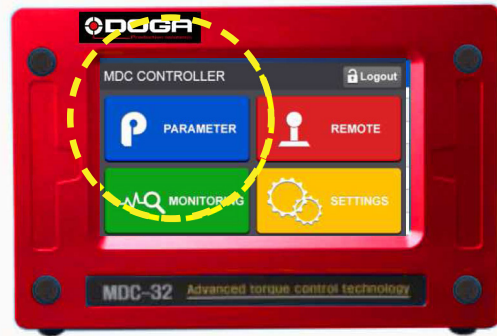 DOGA
MDC CONTROLLER
Logout
PARAMETER
REMOTE
MONITORING
SETTINGS
MDC-32 Advanced torque control technology